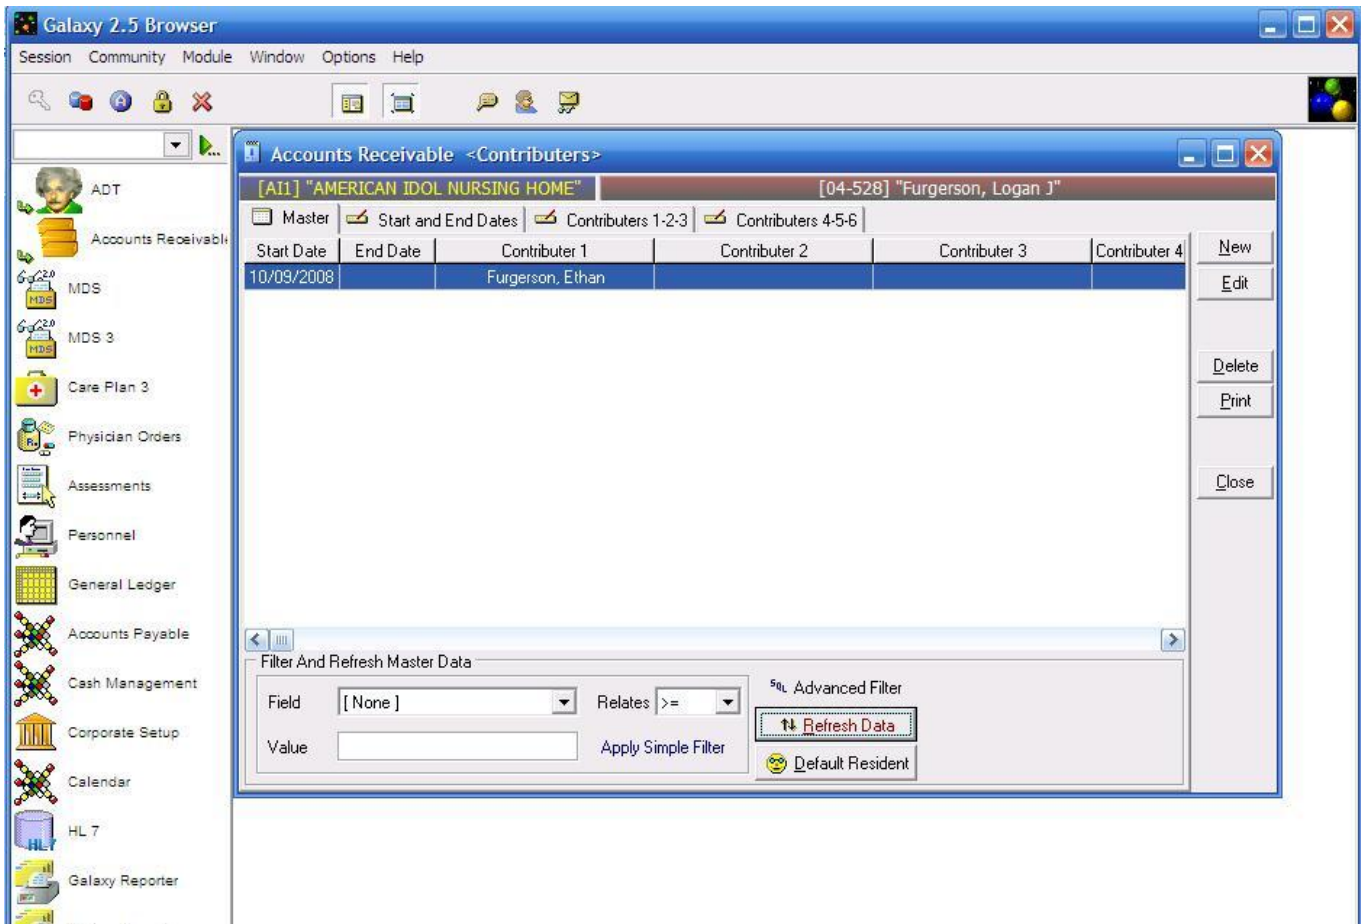 Galaxy 2.5 Browser
Session Community Module Window Options Help
Accounts Receivable <Contributers>
[AI1] "AMERICAN IDOL NURSING HOME" [04-528] "Furgerson, Logan J"
Master Start and End Dates Contributers 1-2-3 Contributers 4-5-6
Start Date End Date Contributer 1 Contributer 2 Contributer 3 Contributer 4
10/09/2008 Furgerson, Ethan
New
Edit
Delete
Print
Close
Filter And Refresh Master Data
Field [ None ] Relates >=
Value Apply Simple Filter
SQL Advanced Filter
Refresh Data
Default Resident
ADT
Accounts Receivabl
MDS
MDS 3
Care Plan 3
Physician Orders
Assessments
Personnel
General Ledger
Accounts Payable
Cash Management
Corporate Setup
Calendar
HL 7
Galaxy Reporter